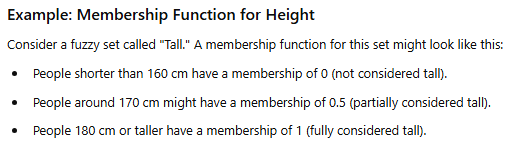 Example: Membership Function for Height
Consider a fuzzy set called "Tall." A membership function for this set might look like this:
• People shorter than 160 cm have a membership of 0 (not considered tall).
• People around 170 cm might have a membership of 0.5 (partially considered tall).
• People 180 cm or taller have a membership of 1 (fully considered tall).